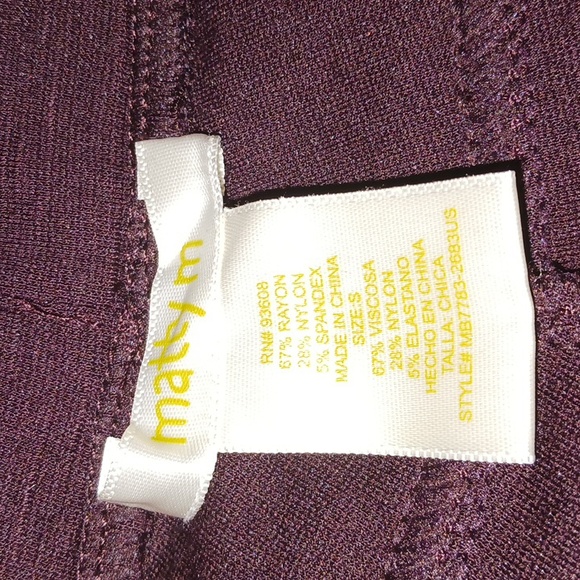 matty m
RN# 93608
67% RAYON
28% NYLON
5% SPANDEX
MADE IN CHINA
SIZE:S
67% VISCOSA
28% NYLON
5% ELASTANO
HECHO EN CHINA
TALLA, CHICA
STYLE# MB7783-2683US